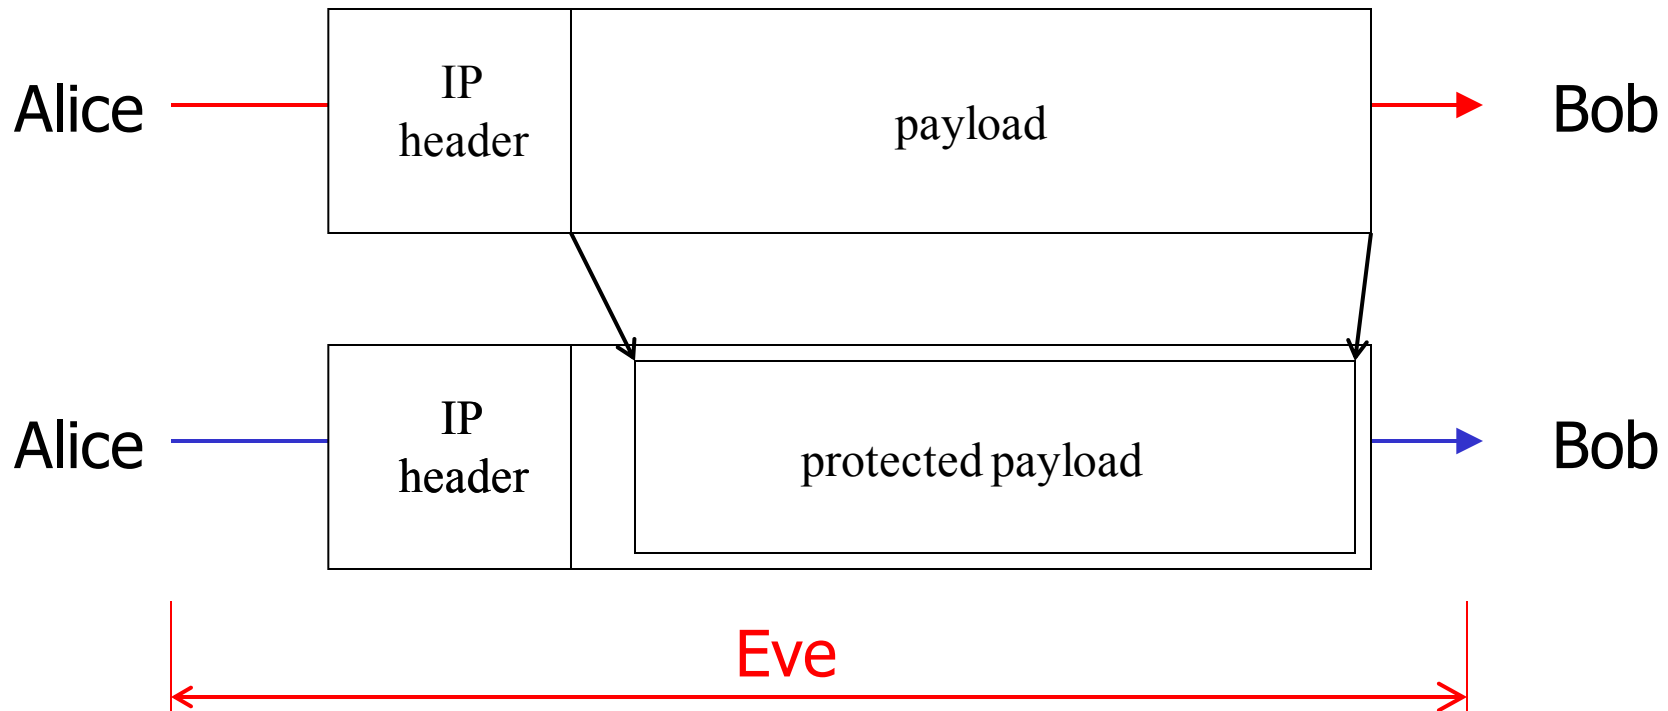 Alice
IP
header
payload
Bob
Alice
IP
header
protected payload
Bob
Eve